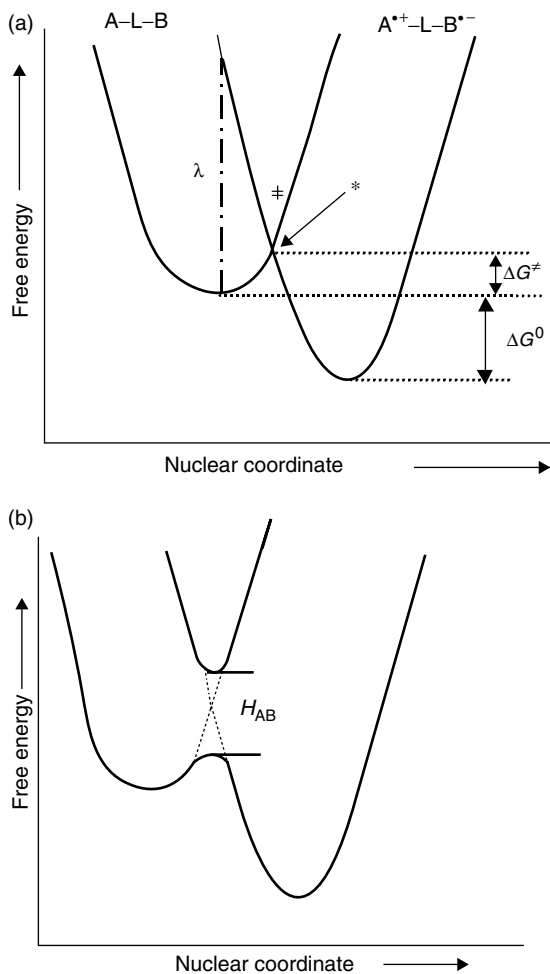 (a)
A–L–B
A•+–L–B•−
λ
ǂ
*
ΔG≠
ΔG0
Free energy
Nuclear coordinate
(b)
HAB
Free energy
Nuclear coordinate